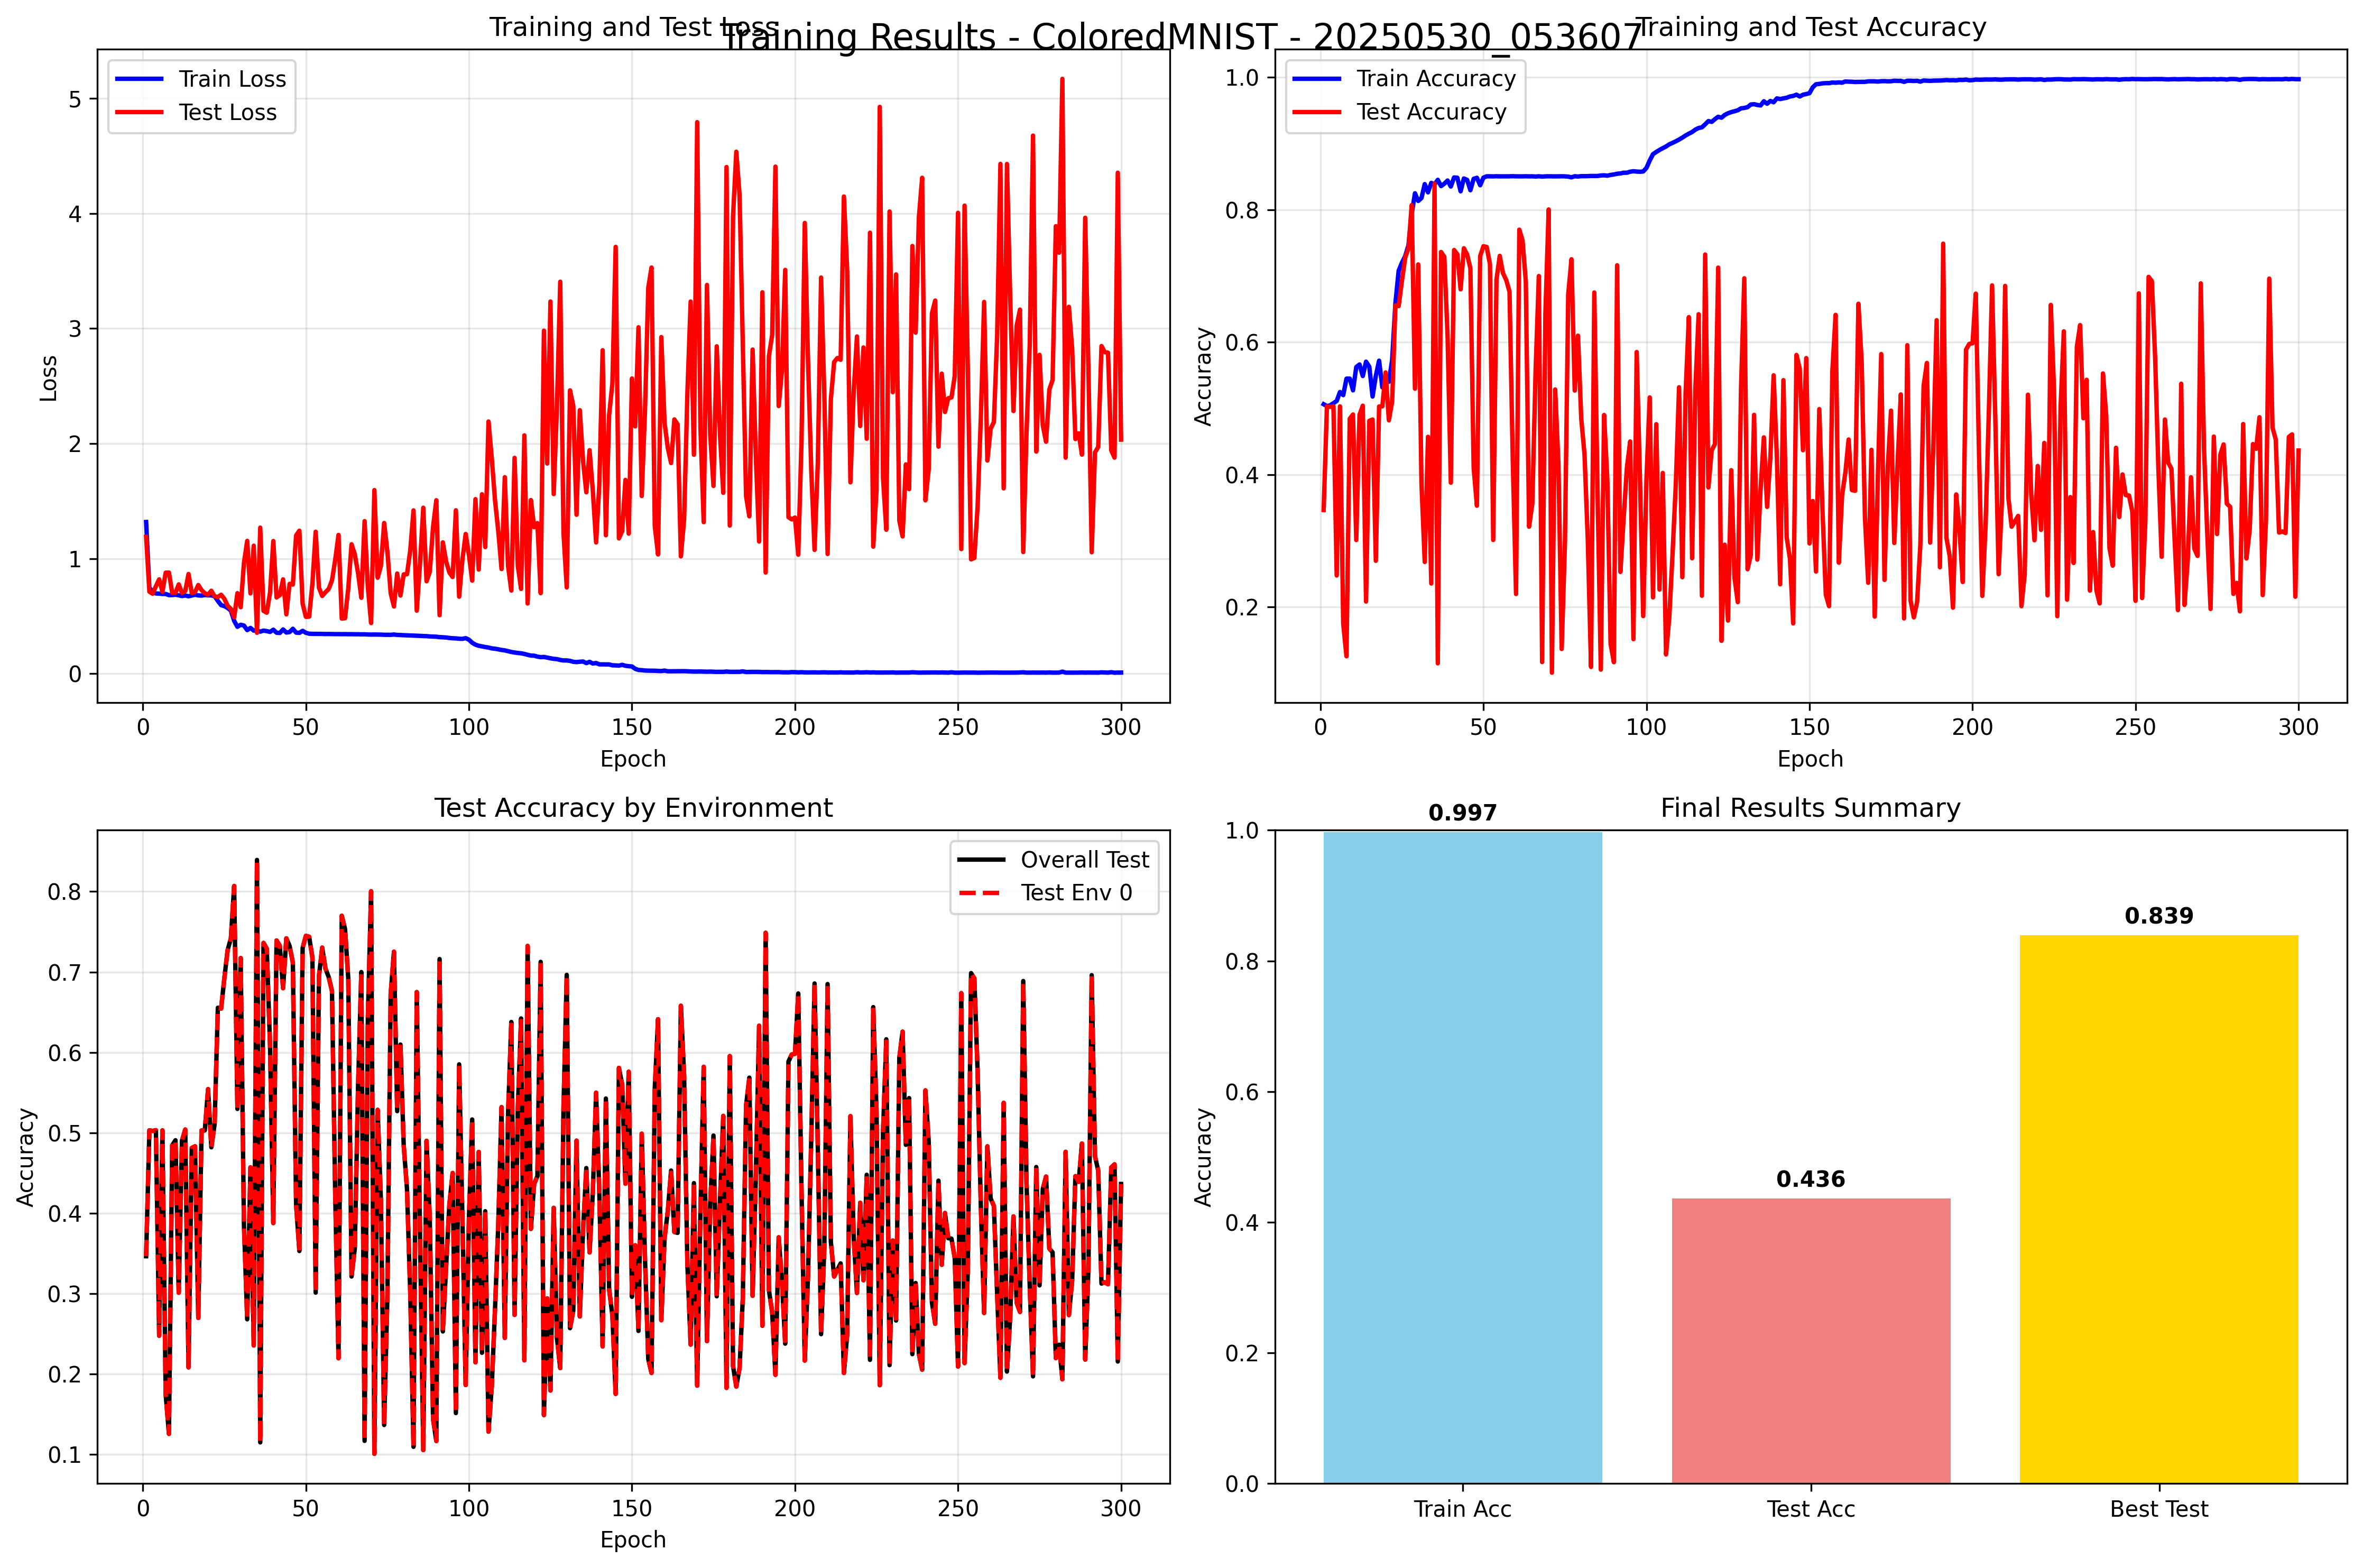 Training Results - ColoredMNIST - 20250530_053607
Training and Test Loss
Train Loss
Test Loss
Loss
5
4
3
2
1
0
0 50 100 150 200 250 300
Epoch
Training and Test Accuracy
Train Accuracy
Test Accuracy
Accuracy
1.0
0.8
0.6
0.4
0.2
0 50 100 150 200 250 300
Epoch
Test Accuracy by Environment
Overall Test
Test Env 0
Accuracy
0.8
0.7
0.6
0.5
0.4
0.3
0.2
0.1
0 50 100 150 200 250 300
Epoch
Final Results Summary
Accuracy
1.0
0.8
0.6
0.4
0.2
0.0
0.997
0.436
0.839
Train Acc Test Acc Best Test